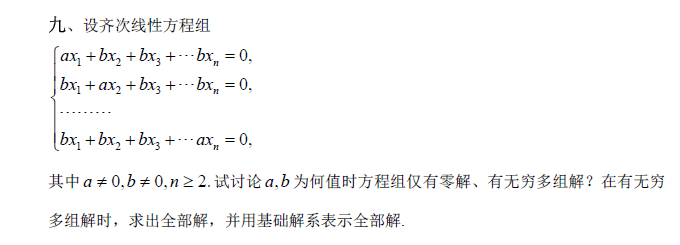 九、设齐次线性方程组
ax₁ + bx₂ + bx₃ + ⋯bxₙ = 0,
bx₁ + ax₂ + bx₃ + ⋯bxₙ = 0,
⋯⋯⋯
bx₁ + bx₂ + bx₃ + ⋯axₙ = 0,
其中 a ≠ 0, b ≠ 0, n ≥ 2. 试讨论 a, b 为何值时方程组仅有零解、有无穷多组解？在有无穷
多组解时，求出全部解，并用基础解系表示全部解.